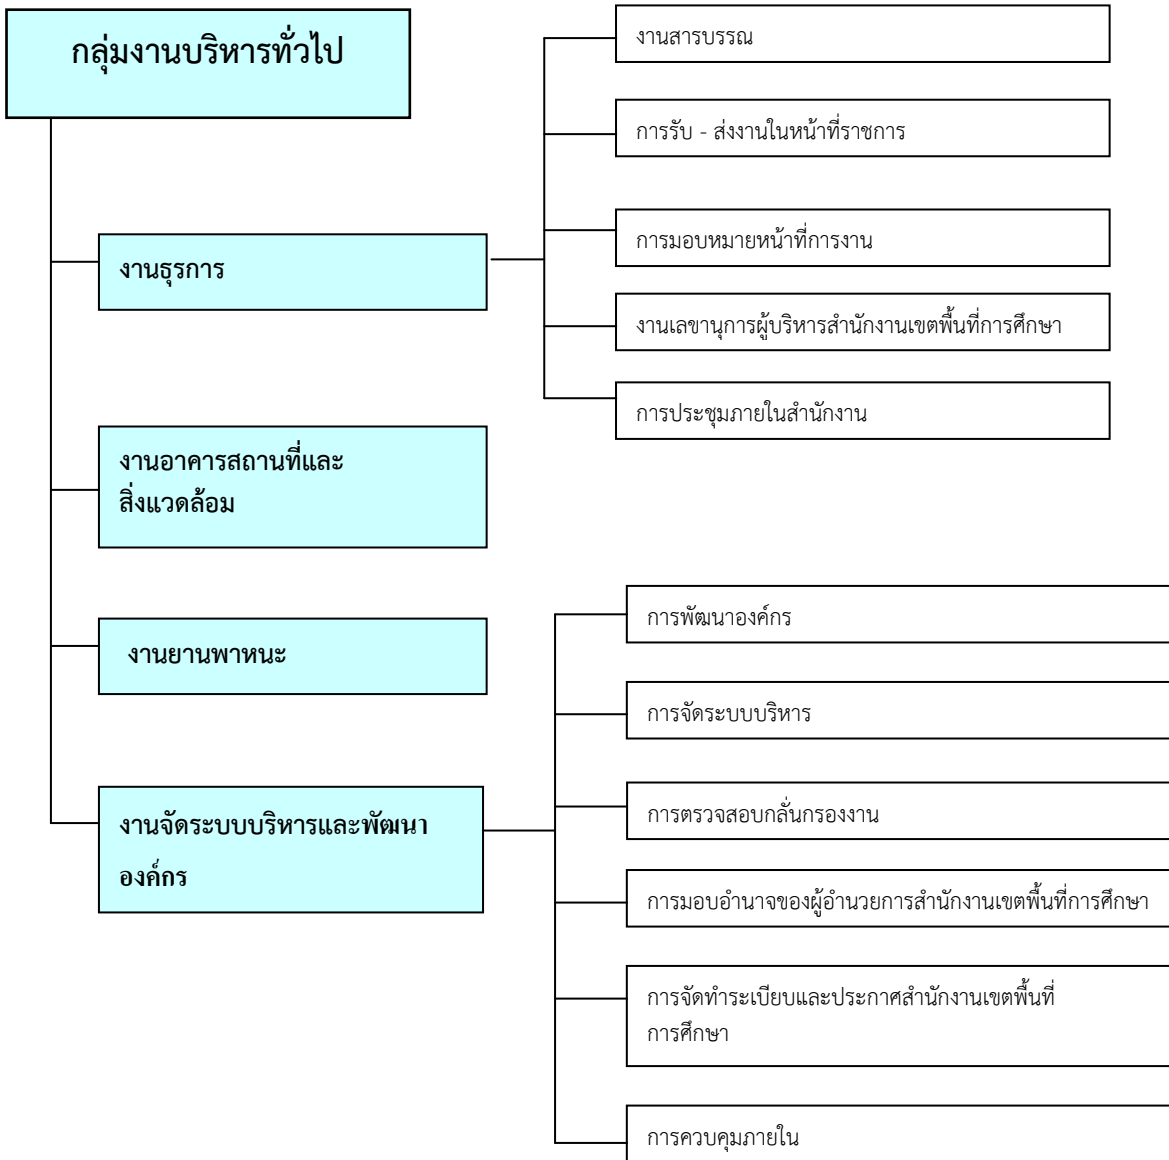 กลุ่มงานบริหารทั่วไป
งานธุรการ
งานสารบรรณ
การรับ - ส่งงานในหน้าที่ราชการ
การมอบหมายหน้าที่การงาน
งานเลขานุการผู้บริหารสำนักงานเขตพื้นที่การศึกษา
การประชุมภายในสำนักงาน
งานอาคารสถานที่และ
สิ่งแวดล้อม
งานยานพาหนะ
งานจัดระบบบริหารและพัฒนา
องค์กร
การพัฒนาองค์กร
การจัดระบบบริหาร
การตรวจสอบกลั่นกรองงาน
การมอบอำนาจของผู้อำนวยการสำนักงานเขตพื้นที่การศึกษา
การจัดทำระเบียบและประกาศสำนักงานเขตพื้นที่
การศึกษา
การควบคุมภายใน